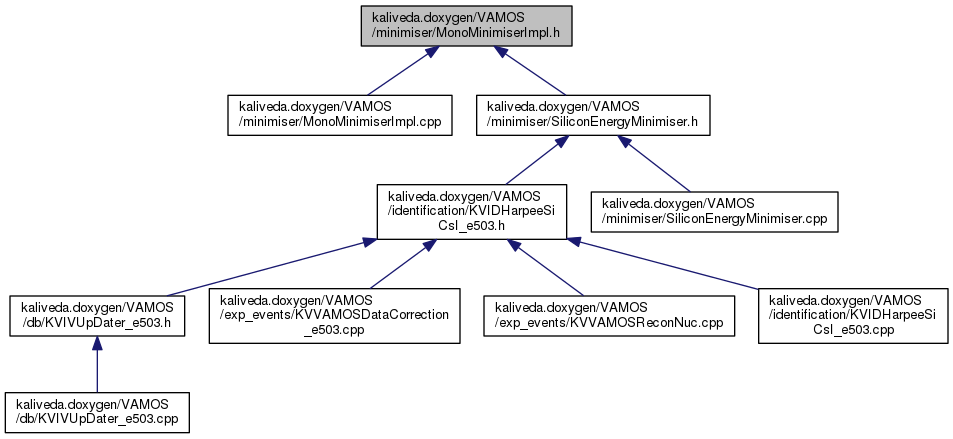 kaliveda.doxygen/VAMOS
/minimiser/MonoMinimiserImpl.h
kaliveda.doxygen/VAMOS
/minimiser/MonoMinimiserImpl.cpp
kaliveda.doxygen/VAMOS
/minimiser/SiliconEnergyMinimiser.h
kaliveda.doxygen/VAMOS
/identification/KVIDHarpeeSi
CsI_e503.h
kaliveda.doxygen/VAMOS
/minimiser/SiliconEnergyMinimiser.cpp
kaliveda.doxygen/VAMOS
/db/KVIVUpDater_e503.h
kaliveda.doxygen/VAMOS
/exp_events/KVVAMOSDataCorrection
_e503.cpp
kaliveda.doxygen/VAMOS
/exp_events/KVVAMOSReconNuc.cpp
kaliveda.doxygen/VAMOS
/identification/KVIDHarpeeSi
CsI_e503.cpp
kaliveda.doxygen/VAMOS
/db/KVIVUpDater_e503.cpp